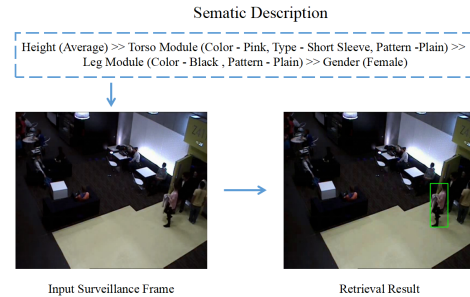 Sematic Description
Height (Average) >> Torso Module (Color - Pink, Type - Short Sleeve, Pattern -Plain) >>
Leg Module (Color - Black , Pattern - Plain) >> Gender (Female)
Input Surveillance Frame
Retrieval Result